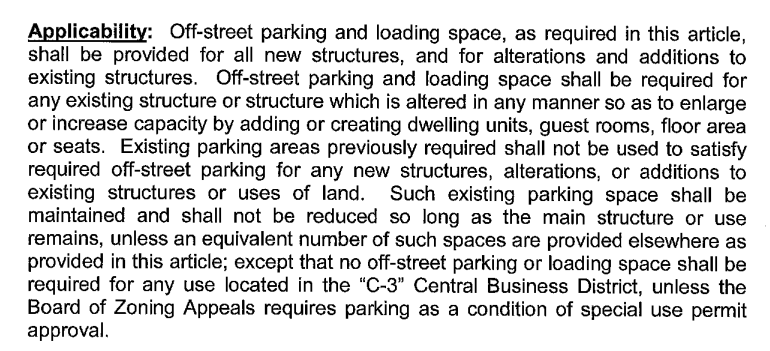 Applicability: Off-street parking and loading space, as required in this article,
shall be provided for all new structures, and for alterations and additions to
existing structures. Off-street parking and loading space shall be required for
any existing structure or structure which is altered in any manner so as to enlarge
or increase capacity by adding or creating dwelling units, guest rooms, floor area
or seats. Existing parking areas previously required shall not be used to satisfy
required off-street parking for any new structures, alterations, or additions to
existing structures or uses of land. Such existing parking space shall be
maintained and shall not be reduced so long as the main structure or use
remains, unless an equivalent number of such spaces are provided elsewhere as
provided in this article; except that no off-street parking or loading space shall be
required for any use located in the “C-3” Central Business District, unless the
Board of Zoning Appeals requires parking as a condition of special use permit
approval.